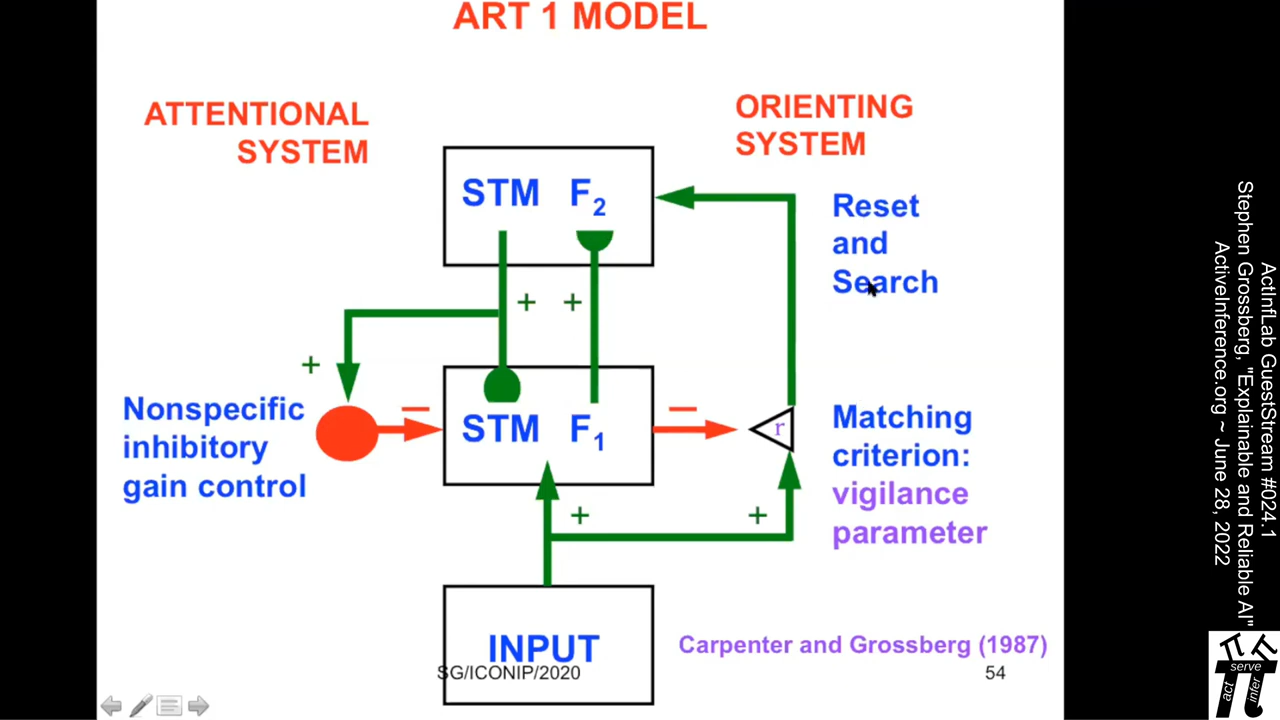 ART 1 MODEL
ATTENTIONAL
SYSTEM
ORIENTING
SYSTEM
STM F2
Reset
and
Search
+ +
+
Nonspecific
inhibitory
gain control
−
STM F1
−
r
Matching
criterion:
vigilance
parameter
+ +
INPUT
Carpenter and Grossberg (1987)
SG/ICONIP/2020
54
ActInfLab GuestStream #024.1
Stephen Grossberg, "Explainable and Reliable AI"
ActiveInference.org ~ June 28, 2022
serve
act
infer